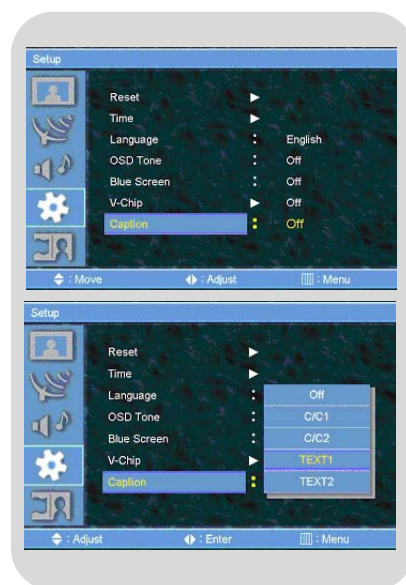 Setup
Reset ▶
Time ▶
Language : English
OSD Tone : Off
Blue Screen : Off
V-Chip ▶ Off
Caption : Off
: Move : Adjust : Menu
Setup
Reset ▶
Time ▶
Language : Off
OSD Tone : C/C1
Blue Screen : C/C2
V-Chip ▶ TEXT1
Caption : TEXT2
: Adjust : Enter : Menu